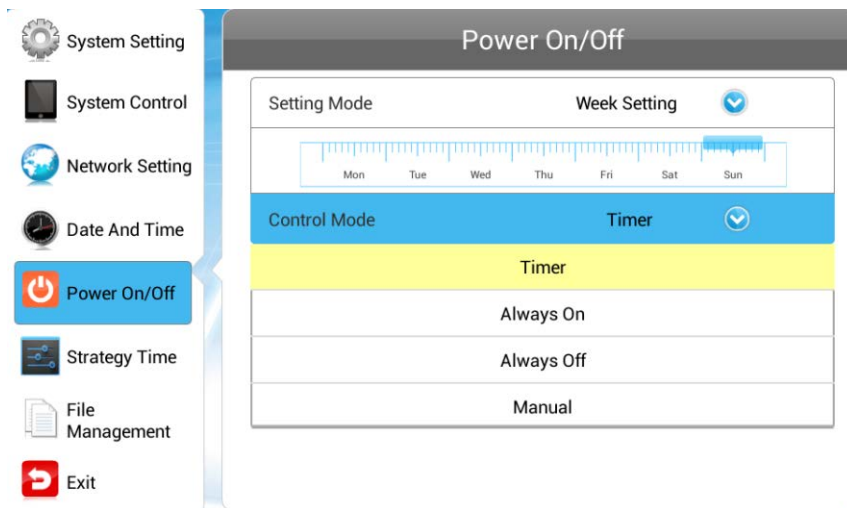 System Setting
System Control
Network Setting
Date And Time
Power On/Off
Strategy Time
File
Management
Exit
Power On/Off
Setting Mode Week Setting
Mon Tue Wed Thu Fri Sat Sun
Control Mode Timer
Timer
Always On
Always Off
Manual